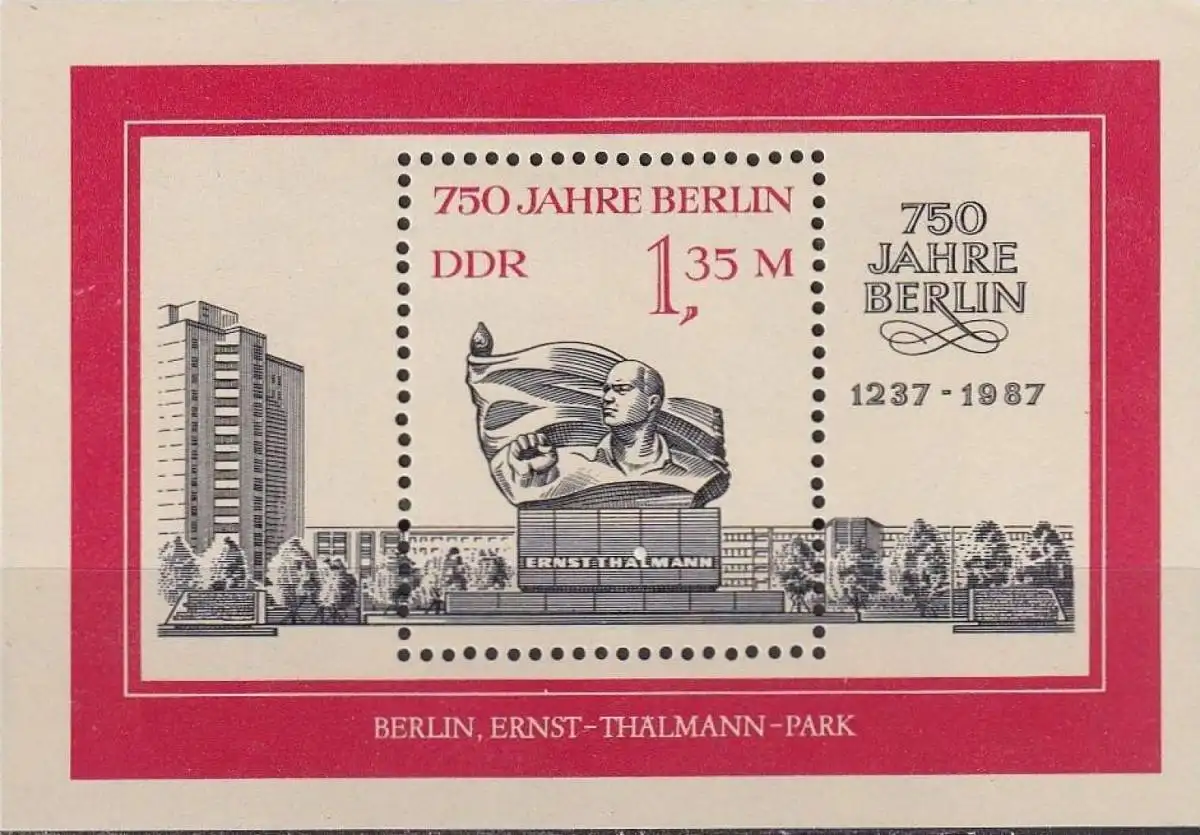 750 JAHRE BERLIN
DDR 1,35 M
750
JAHRE
BERLIN
1237 - 1987
ERNST-THÄLMANN
BERLIN, ERNST-THÄLMANN-PARK